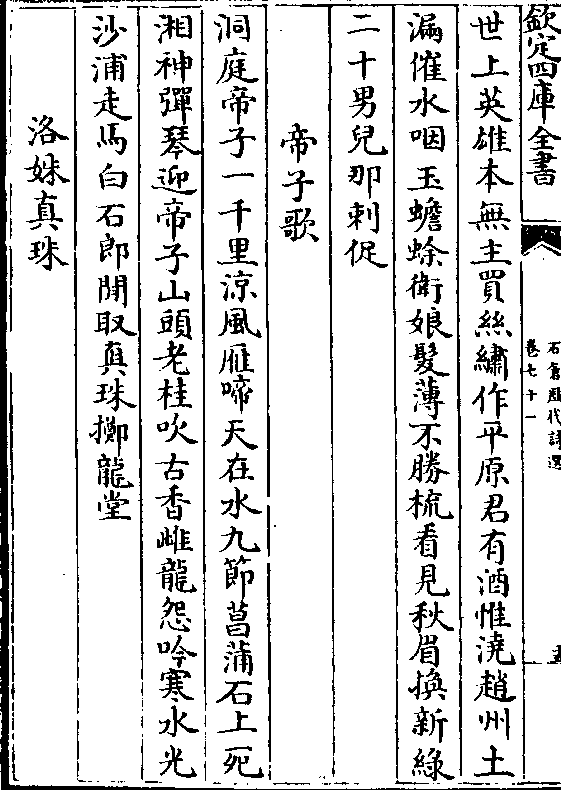 欽定四庫全書
石倉歷代詩選
卷七十一
世上英雄本無主買絲繡作平原君有酒惟澆趙州土
漏催水咽玉蟾蜍衛娘髮薄不勝梳看見秋眉換新綠
二十男兒那刺促
帝子歌
洞庭帝子一千里涼風雁啼天在水九節菖蒲石上死
湘神彈琴迎帝子山頭老桂吹古香雌龍怨吟寒水光
沙浦走馬白石郎閒取真珠擲龍堂
洛姝真珠